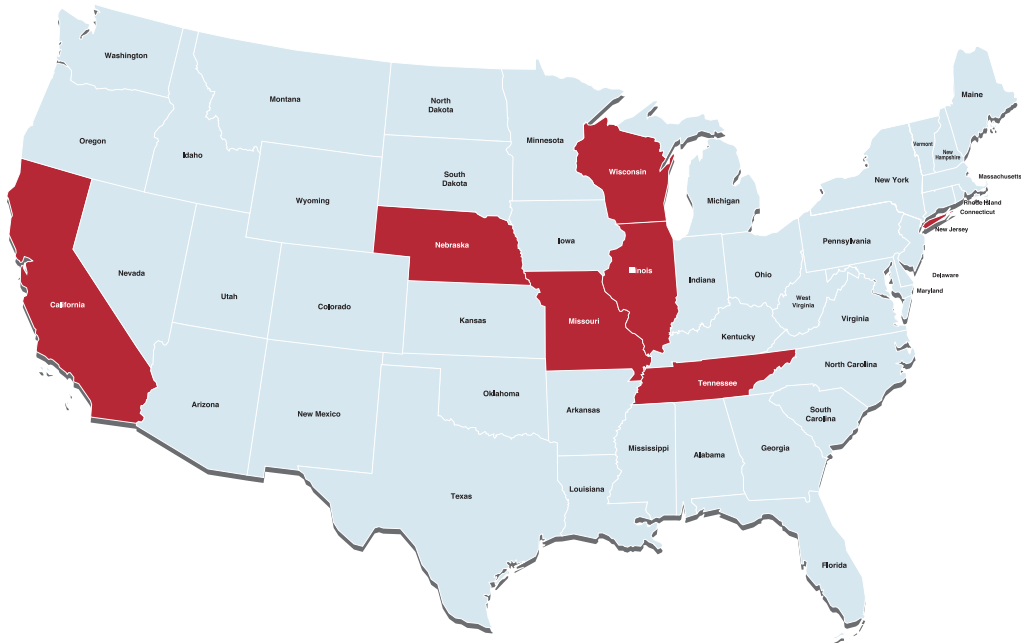 Washington
Montana
North
Dakota
Minnesota
Maine
Oregon
Idaho
Wyoming
South
Dakota
Wisconsin
Michigan
Vermont
New
Hampshire
New York
Massachusetts
Rhode Island
Connecticut
New Jersey
Nebraska
Iowa
Pennsylvania
Nevada
Utah
Colorado
Illinois
Indiana
Ohio
Delaware
Maryland
West
Virginia
Virginia
California
Kansas
Missouri
Kentucky
Tennessee
North Carolina
Arizona
New Mexico
Oklahoma
Arkansas
South
Carolina
Mississippi
Alabama
Georgia
Texas
Louisiana
Florida